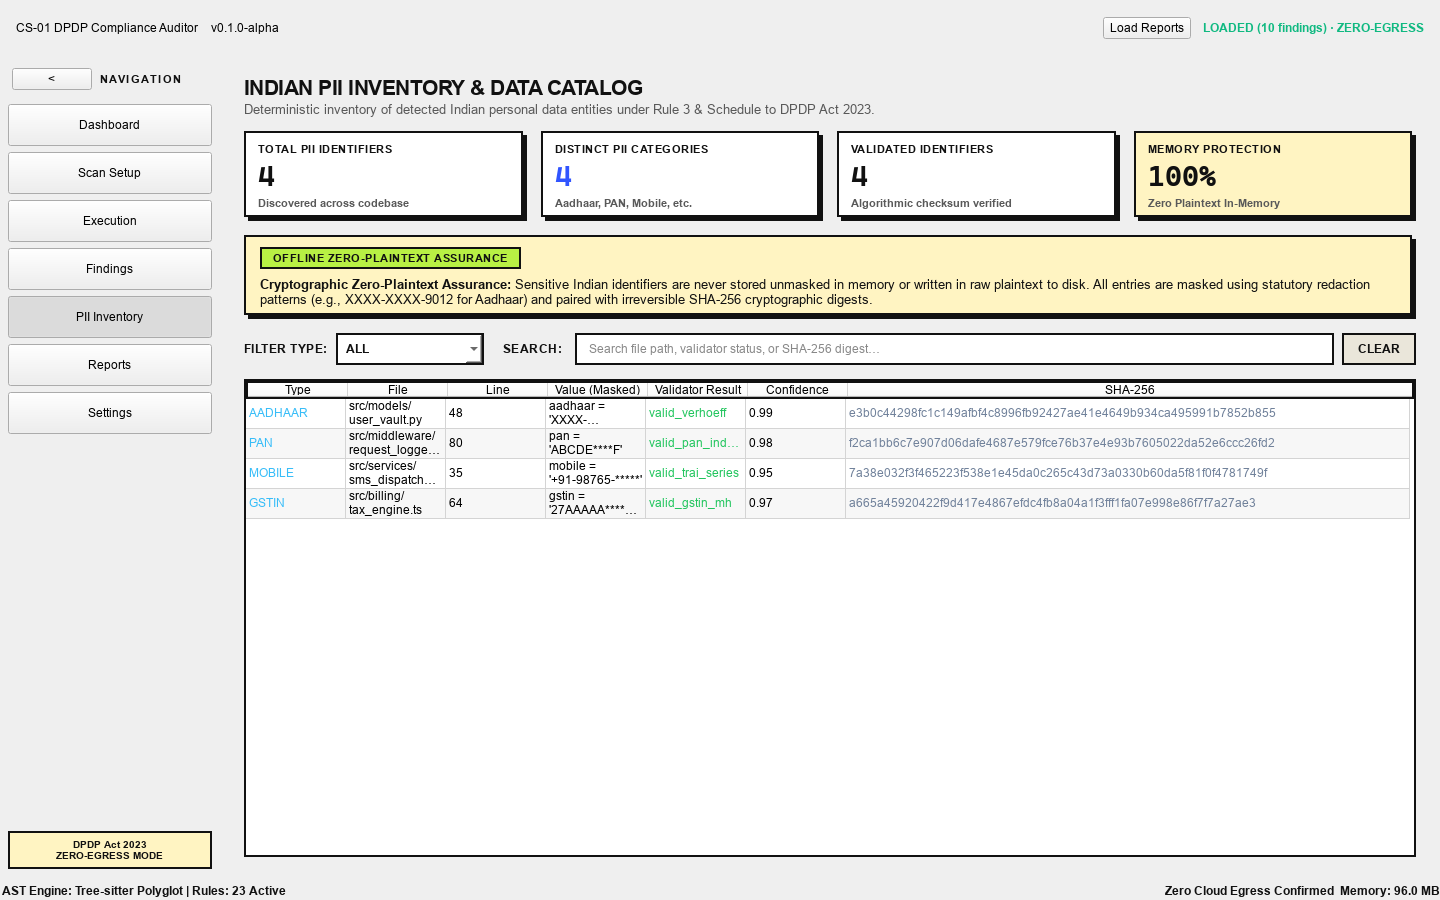 CS-01 DPDP Compliance Auditor v0.1.0-alpha
Load Reports
LOADED (10 findings) · ZERO-EGRESS
<
NAVIGATION
Dashboard
Scan Setup
Execution
Findings
PII Inventory
Reports
Settings
DPDP Act 2023
ZERO-EGRESS MODE
INDIAN PII INVENTORY & DATA CATALOG
Deterministic inventory of detected Indian personal data entities under Rule 3 & Schedule to DPDP Act 2023.
TOTAL PII IDENTIFIERS
4
Discovered across codebase
DISTINCT PII CATEGORIES
4
Aadhaar, PAN, Mobile, etc.
VALIDATED IDENTIFIERS
4
Algorithmic checksum verified
MEMORY PROTECTION
100%
Zero Plaintext In-Memory
OFFLINE ZERO-PLAINTEXT ASSURANCE
Cryptographic Zero-Plaintext Assurance: Sensitive Indian identifiers are never stored unmasked in memory or written in raw plaintext to disk. All entries are masked using statutory redaction
patterns (e.g., XXXX-XXXX-9012 for Aadhaar) and paired with irreversible SHA-256 cryptographic digests.
FILTER TYPE: ALL SEARCH: Search file path, validator status, or SHA-256 digest… CLEAR
Type File Line Value (Masked) Validator Result Confidence SHA-256
AADHAAR
src/models/
user_vault.py
48
aadhaar =
'XXXX-…
valid_verhoeff
0.99
e3b0c44298fc1c149afbf4c8996fb92427ae41e4649b934ca495991b7852b855
PAN
src/middleware/
request_logge…
80
pan =
'ABCDE****F'
valid_pan_ind…
0.98
f2ca1bb6c7e907d06dafe4687e579fce76b37e4e93b7605022da52e6ccc26fd2
MOBILE
src/services/
sms_dispatch…
35
mobile =
'+91-98765-*****'
valid_trai_series
0.95
7a38e032f3f465223f538e1e45da0c265c43d73a0330b60da5f81f0f4781749f
GSTIN
src/billing/
tax_engine.ts
64
gstin =
'27AAAAA****…
valid_gstin_mh
0.97
a665a45920422f9d417e4867efdc4fb8a04a1f3fff1fa07e998e86f7f7a27ae3
AST Engine: Tree-sitter Polyglot | Rules: 23 Active
Zero Cloud Egress Confirmed Memory: 96.0 MB